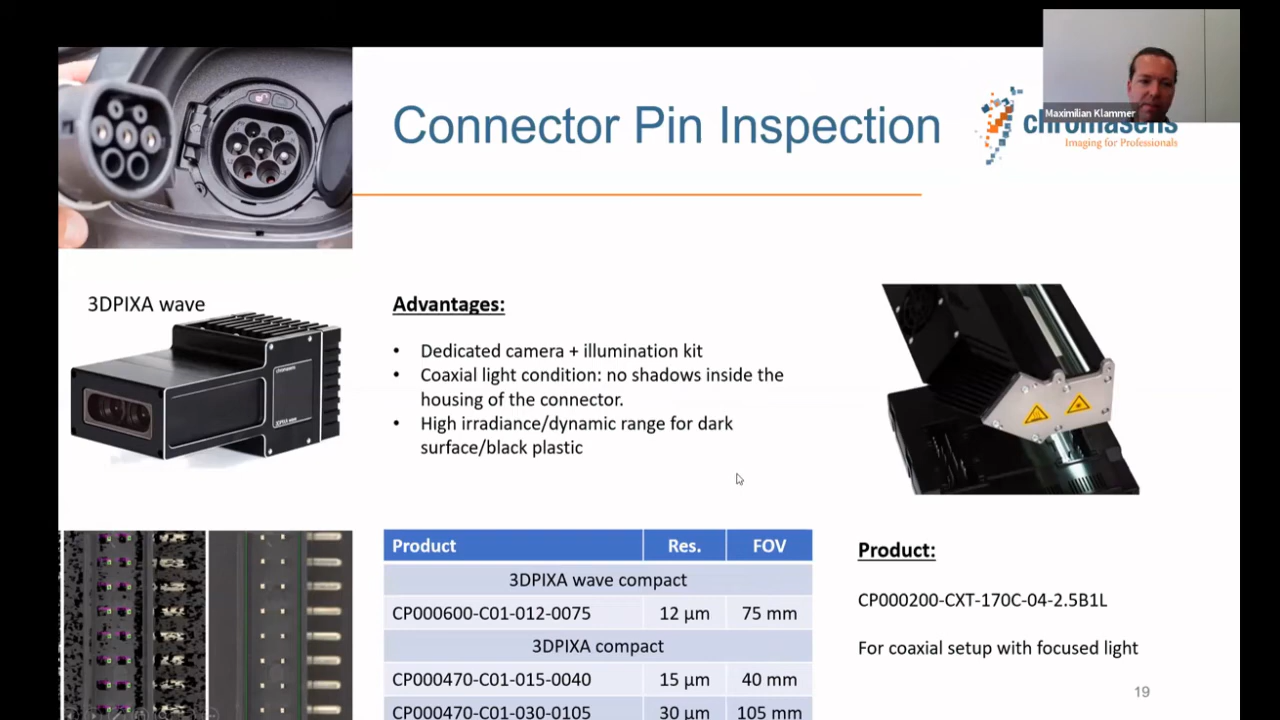 Connector Pin Inspection
Maximilian Klammer
chromasens
Imaging for Professionals
3DPIXA wave
Advantages:
• Dedicated camera + illumination kit
• Coaxial light condition: no shadows inside the
housing of the connector.
• High irradiance/dynamic range for dark
surface/black plastic
Product Res. FOV
3DPIXA wave compact
CP000600-C01-012-0075 12 µm 75 mm
3DPIXA compact
CP000470-C01-015-0040 15 µm 40 mm
CP000470-C01-030-0105 30 µm 105 mm
Product:
CP000200-CXT-170C-04-2.5B1L
For coaxial setup with focused light
19